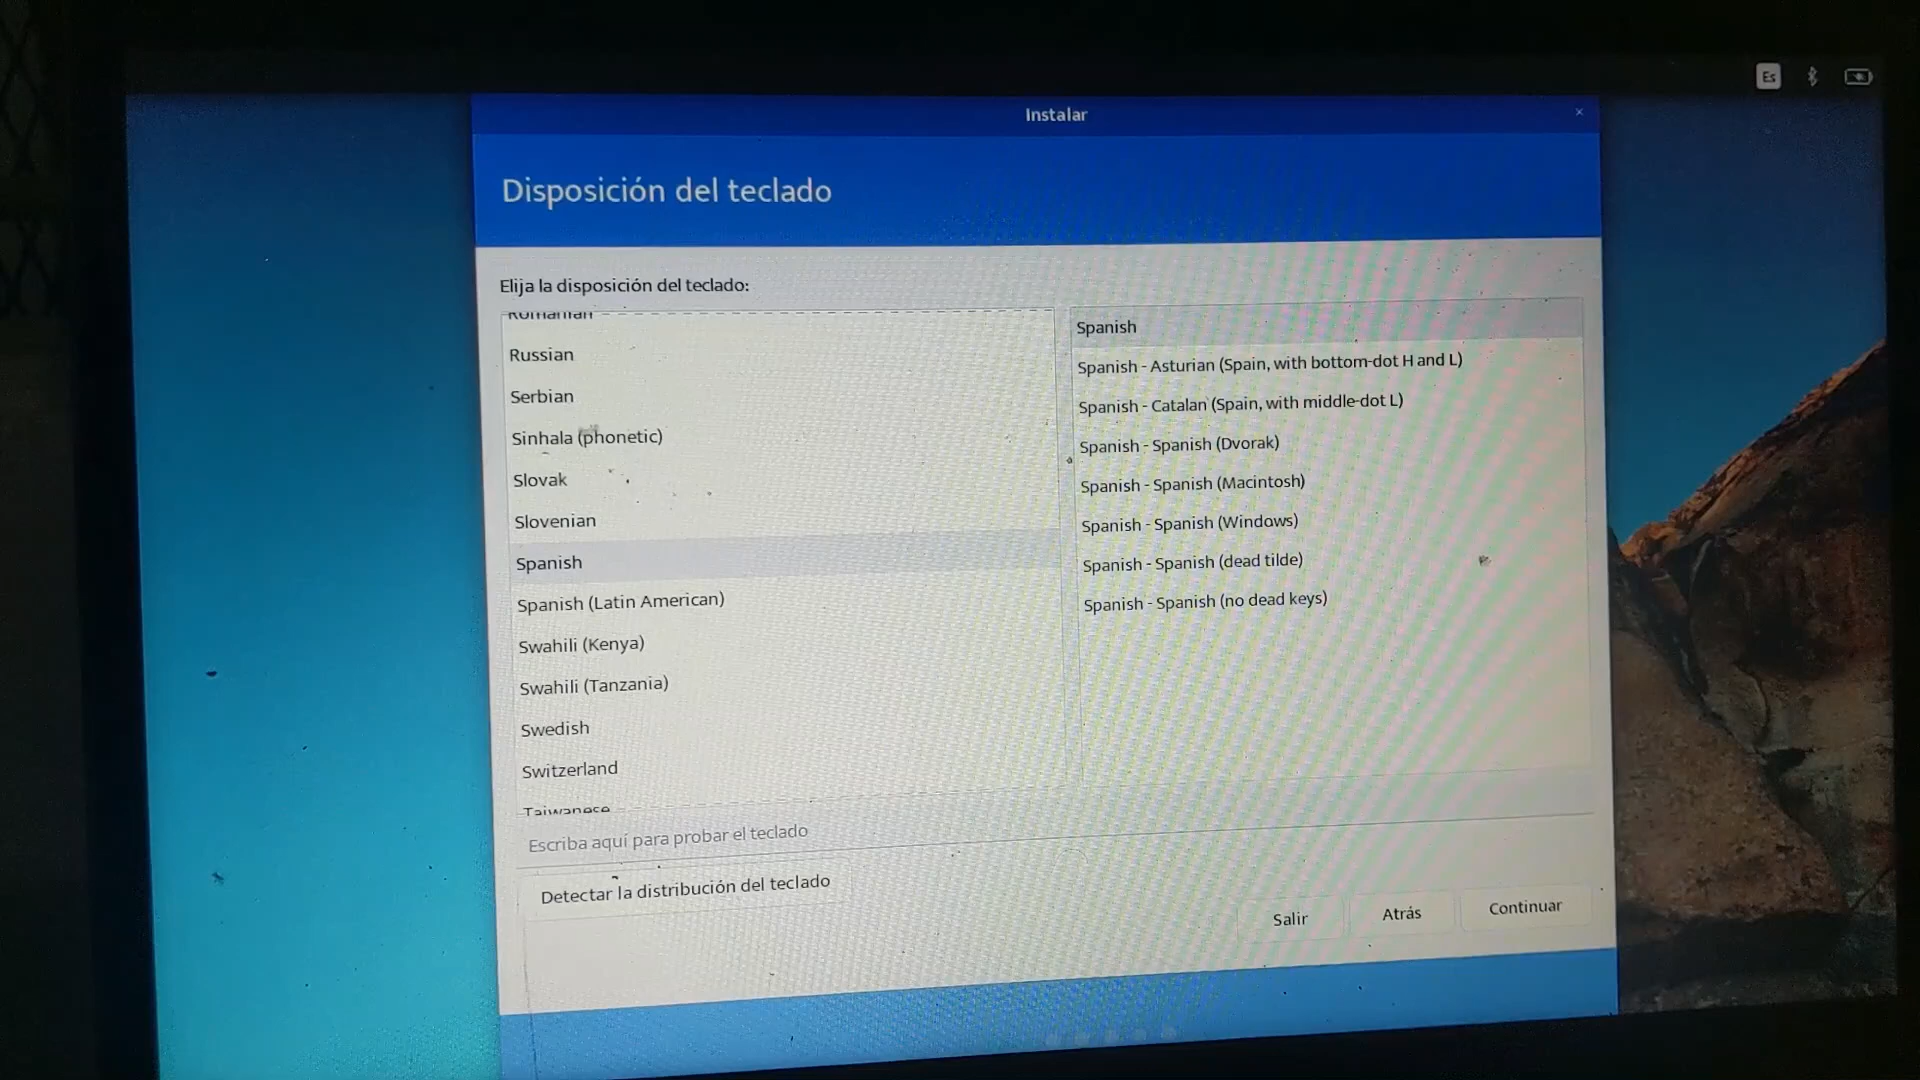 Es
Instalar
Disposición del teclado
Elija la disposición del teclado:
Romanian
Russian
Serbian
Sinhala (phonetic)
Slovak
Slovenian
Spanish
Spanish (Latin American)
Swahili (Kenya)
Swahili (Tanzania)
Swedish
Switzerland
Taiwanese
Spanish
Spanish - Asturian (Spain, with bottom-dot H and L)
Spanish - Catalan (Spain, with middle-dot L)
Spanish - Spanish (Dvorak)
Spanish - Spanish (Macintosh)
Spanish - Spanish (Windows)
Spanish - Spanish (dead tilde)
Spanish - Spanish (no dead keys)
Escriba aquí para probar el teclado
Detectar la distribución del teclado
Salir
Atrás
Continuar